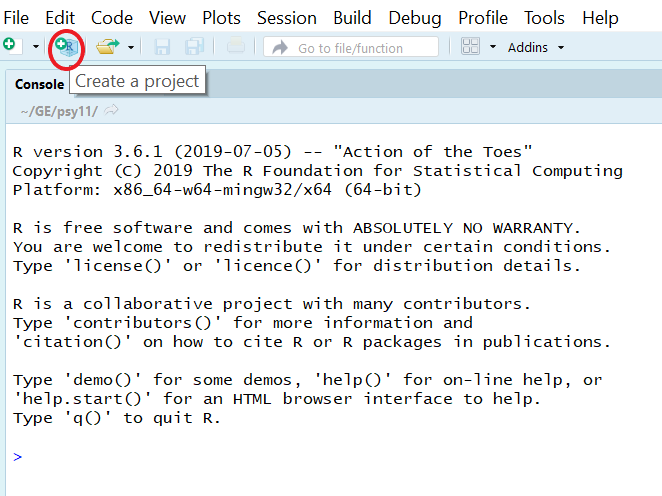 File Edit Code View Plots Session Build Debug Profile Tools Help
R Go to file/function Addins
Create a project
Console
~/GE/psy11/
R version 3.6.1 (2019-07-05) -- "Action of the Toes"
Copyright (C) 2019 The R Foundation for Statistical Computing
Platform: x86_64-w64-mingw32/x64 (64-bit)
R is free software and comes with ABSOLUTELY NO WARRANTY.
You are welcome to redistribute it under certain conditions.
Type 'license()' or 'licence()' for distribution details.
R is a collaborative project with many contributors.
Type 'contributors()' for more information and
'citation()' on how to cite R or R packages in publications.
Type 'demo()' for some demos, 'help()' for on-line help, or
'help.start()' for an HTML browser interface to help.
Type 'q()' to quit R.
>